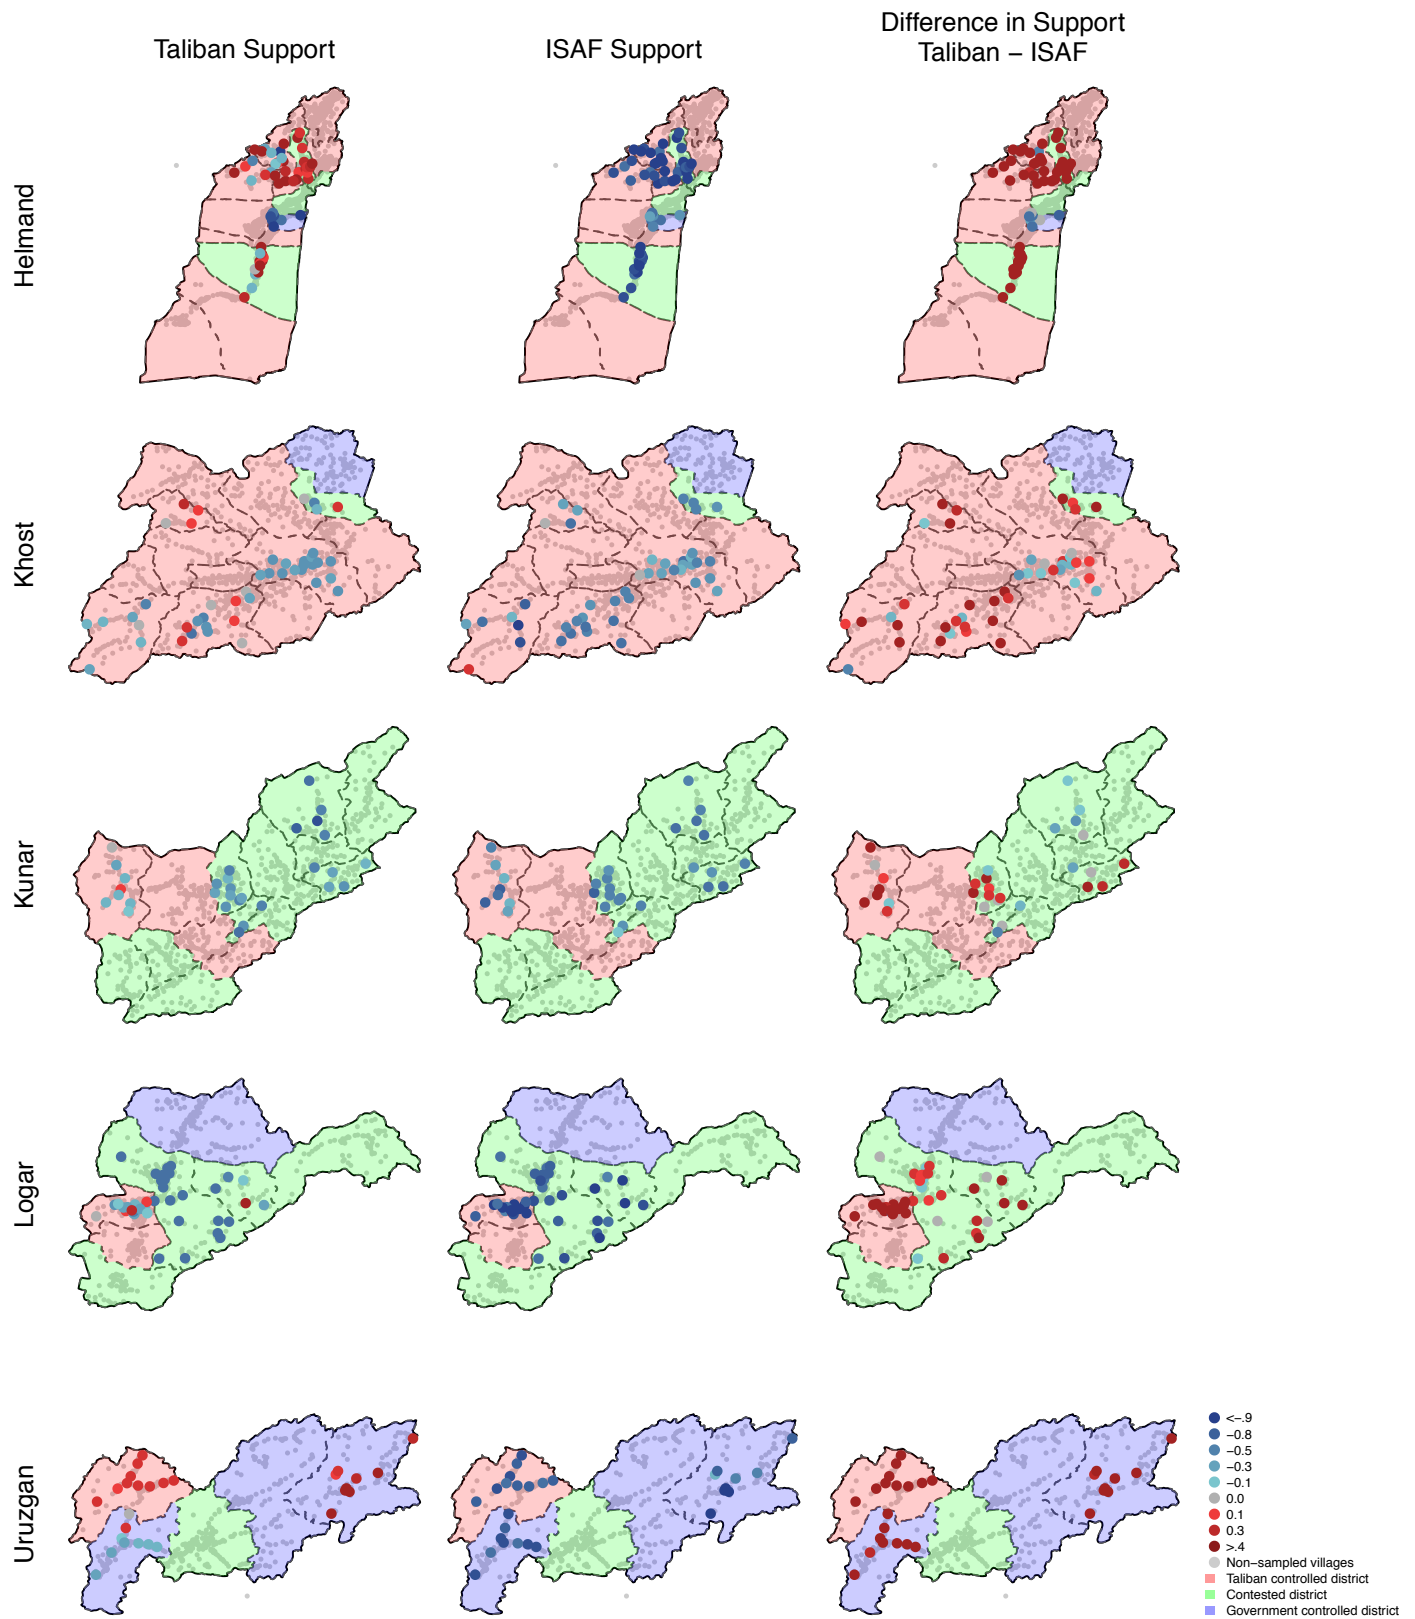 Taliban Support
ISAF Support
Difference in Support
Taliban − ISAF
Helmand
Khost
Kunar
Logar
Uruzgan
<−.9
−0.8
−0.5
−0.3
−0.1
0.0
0.1
0.3
>.4
Non−sampled villages
Taliban controlled district
Contested district
Government controlled district